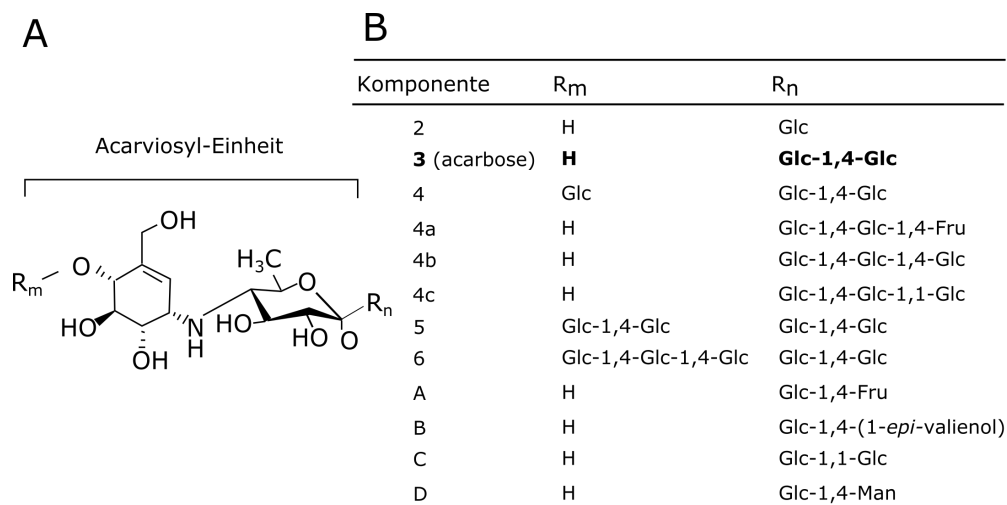 A
Acarviosyl-Einheit
OH
H₃C
O
O
Rₘ
Rₙ
HO
N
H
HO
HO
O
OH
B
Komponente Rₘ Rₙ
2 H Glc
3 (acarbose) H Glc-1,4-Glc
4 Glc Glc-1,4-Glc
4a H Glc-1,4-Glc-1,4-Fru
4b H Glc-1,4-Glc-1,4-Glc
4c H Glc-1,4-Glc-1,1-Glc
5 Glc-1,4-Glc Glc-1,4-Glc
6 Glc-1,4-Glc-1,4-Glc Glc-1,4-Glc
A H Glc-1,4-Fru
B H Glc-1,4-(1-epi-valienol)
C H Glc-1,1-Glc
D H Glc-1,4-Man